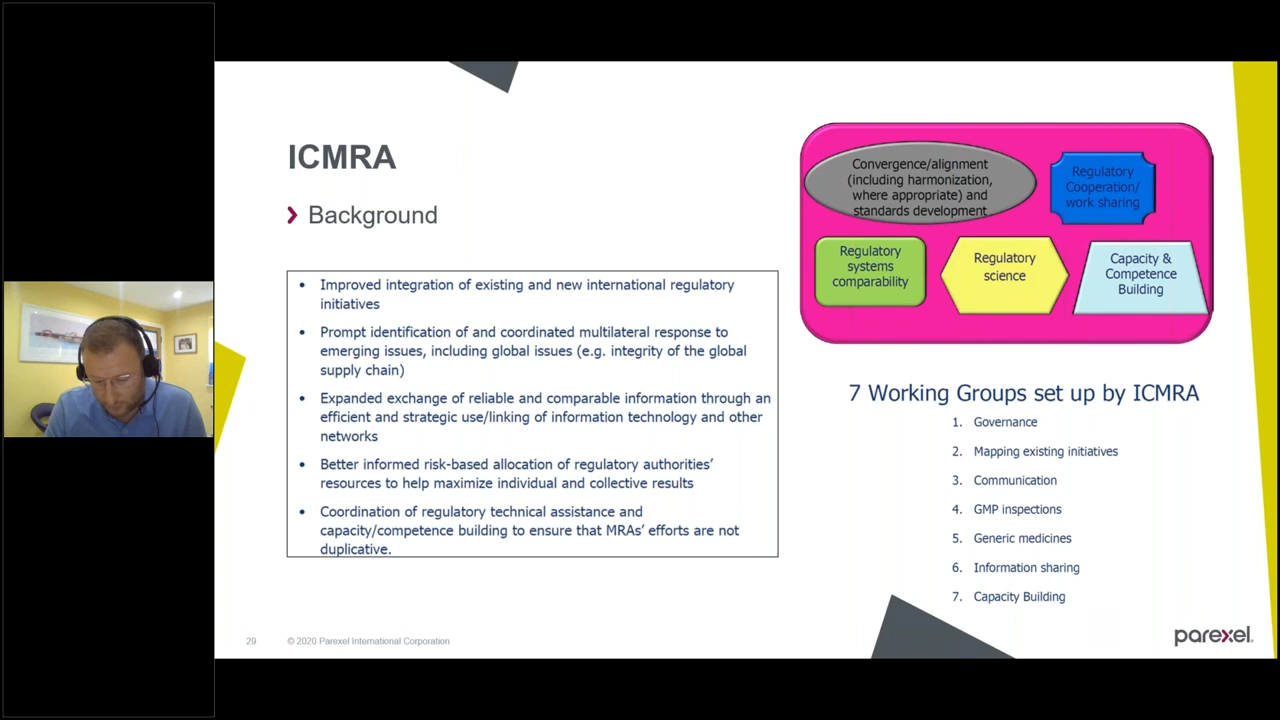 ICMRA
Background
• Improved integration of existing and new international regulatory
initiatives
• Prompt identification of and coordinated multilateral response to
emerging issues, including global issues (e.g. integrity of the global
supply chain)
• Expanded exchange of reliable and comparable information through an
efficient and strategic use/linking of information technology and other
networks
• Better informed risk-based allocation of regulatory authorities’
resources to help maximize individual and collective results
• Coordination of regulatory technical assistance and
capacity/competence building to ensure that MRAs’ efforts are not
duplicative.
Convergence/alignment
(including harmonization,
where appropriate) and
standards development
Regulatory
Cooperation/
work sharing
Regulatory
systems
comparability
Regulatory
science
Capacity &
Competence
Building
7 Working Groups set up by ICMRA
1. Governance
2. Mapping existing initiatives
3. Communication
4. GMP inspections
5. Generic medicines
6. Information sharing
7. Capacity Building
29 © 2020 Parexel International Corporation
parexel.